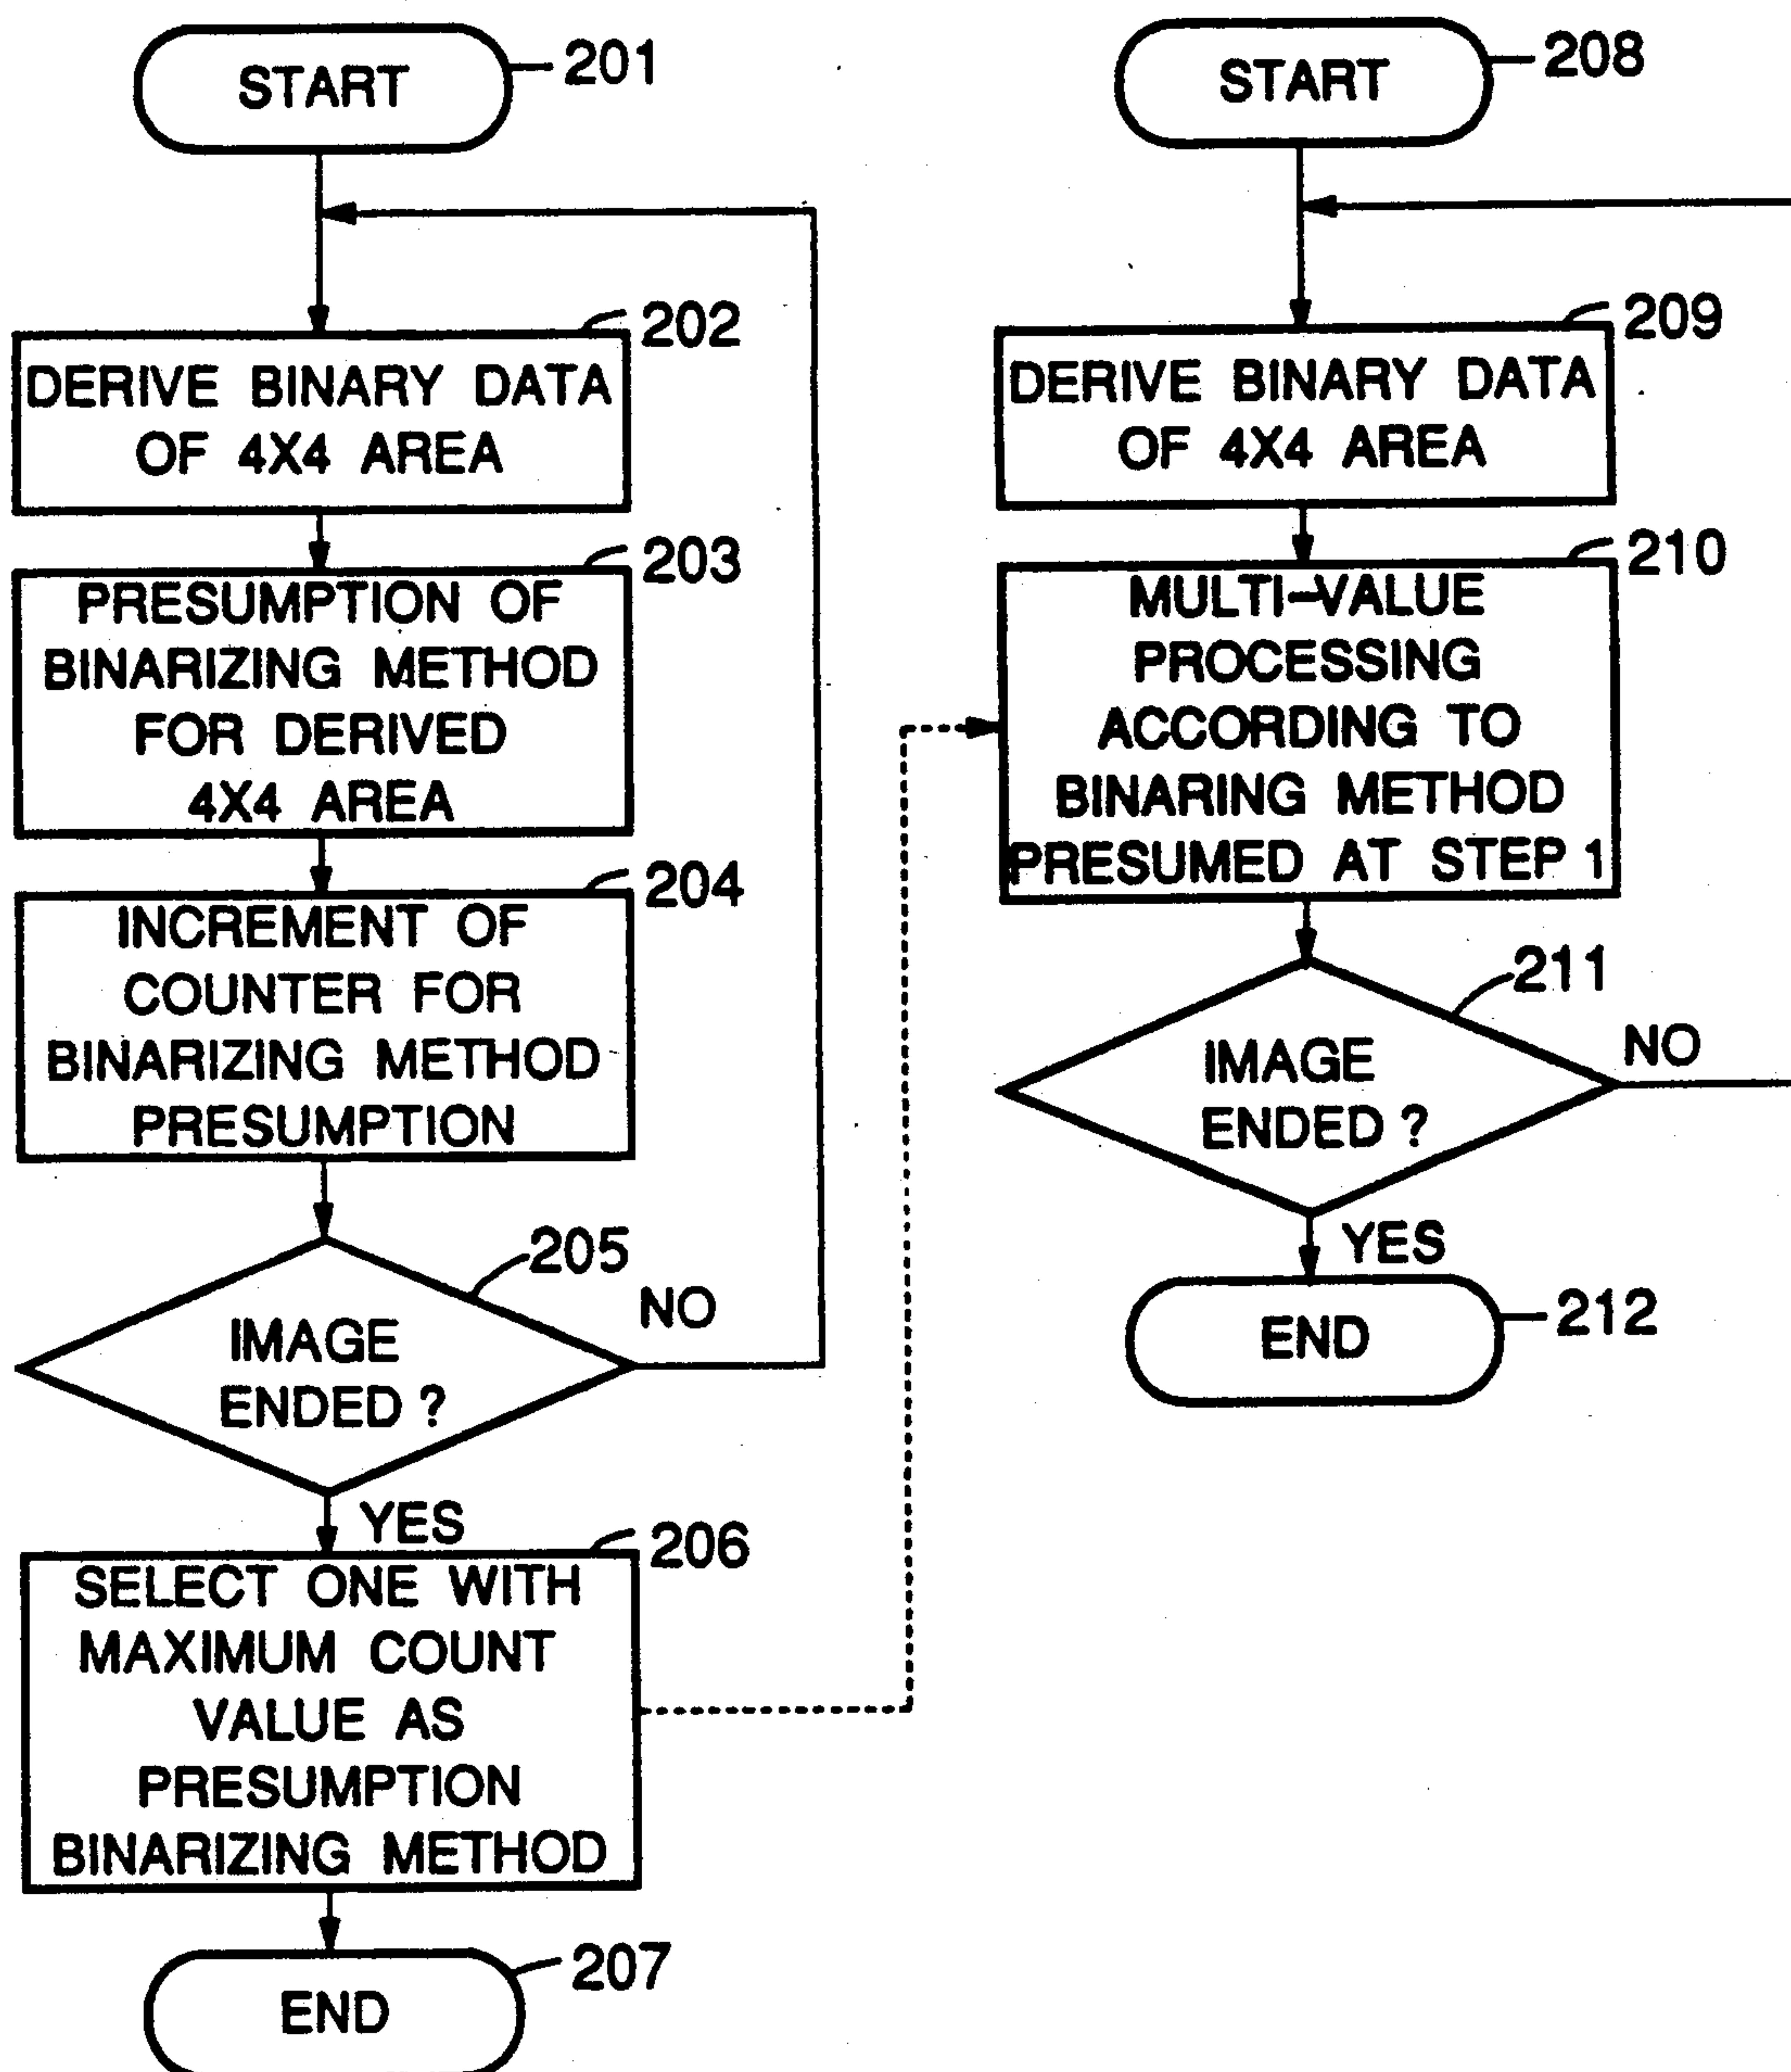 START
201
202
DERIVE BINARY DATA
OF 4X4 AREA
203
PRESUMPTION OF
BINARIZING METHOD
FOR DERIVED
4X4 AREA
204
INCREMENT OF
COUNTER FOR
BINARIZING METHOD
PRESUMPTION
205
IMAGE
ENDED ?
NO
YES
206
SELECT ONE WITH
MAXIMUM COUNT
VALUE AS
PRESUMPTION
BINARIZING METHOD
END
207
START
208
209
DERIVE BINARY DATA
OF 4X4 AREA
210
MULTI-VALUE
PROCESSING
ACCORDING TO
BINARING METHOD
PRESUMED AT STEP 1
211
IMAGE
ENDED ?
NO
YES
END
212